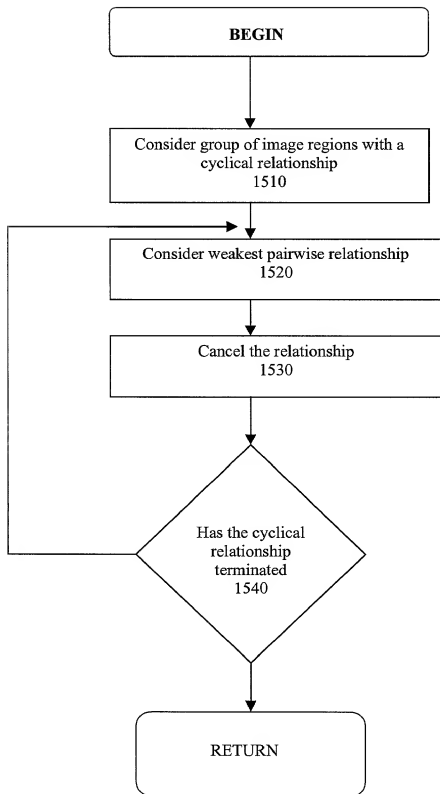 BEGIN
Consider group of image regions with a
cyclical relationship
1510
Consider weakest pairwise relationship
1520
Cancel the relationship
1530
Has the cyclical
relationship
terminated
1540
RETURN